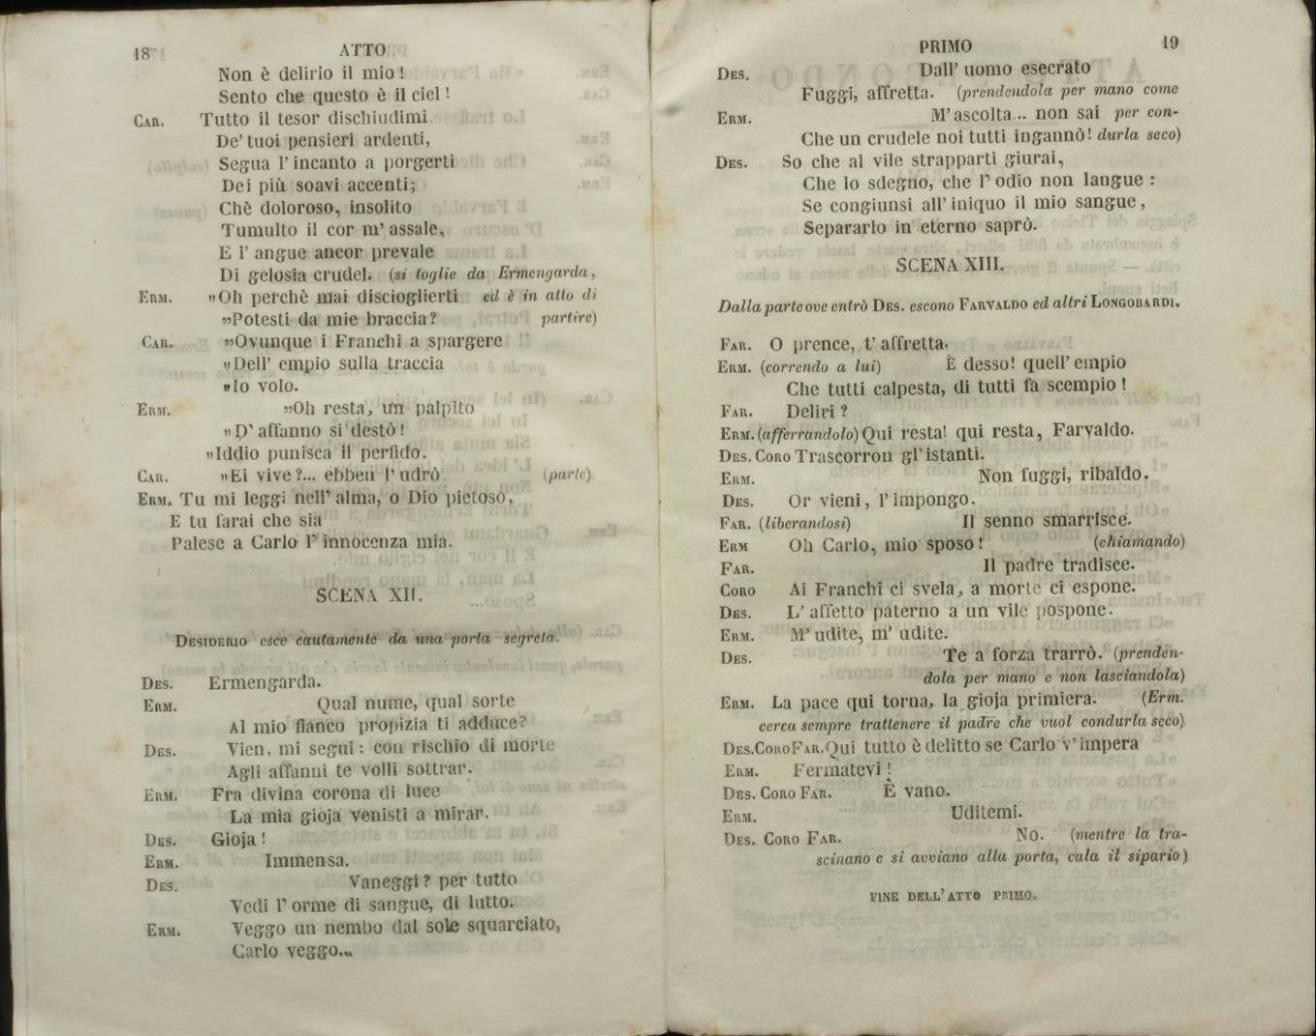 18
ATTO
Non è delirio il mio!
Sento che questo è il ciel!
CAR. Tutto il tesor dischiudimi
De' tuoi pensieri ardenti,
Segua l'incanto a porgerti
Dei più soavi accenti;
Chè doloroso, insolito
Tumulto il cor m'assale,
E l'angue ancor prevale
Di gelosia crudel. (si toglie da Ermengarda,
ERM. "Oh perchè mai discioglierti ed è in atto di
"Potesti da mie braccia? partire)
CAR. "Ovunque i Franchi a spargere
"Dell' empio sulla traccia
"Io volo.
ERM. "Oh resta, un palpito
"D'affanno si destò!
"Iddio punisca il perfido.
CAR. "Ei vive?... ebben l'udrò (parte)
ERM. Tu mi leggi nell' alma, o Dio pietoso,
E tu farai che sia
Palese a Carlo l'innocenza mia.
SCENA XII.
DESIDERIO esce cautamente da una porta segreta.
DES. Ermengarda.
ERM. Qual nume, qual sorte
Al mio fianco propizia ti adduce?
DES. Vien, mi segui: con rischio di morte
Agli affanni te volli sottrar.
ERM. Fra divina corona di luce
La mia gioja venisti a mirar.
DES. Gioja!
ERM. Immensa.
DES. Vaneggi? per tutto
Vedi l'orme di sangue, di lutto.
ERM. Veggo un nembo dal sole squarciato,
Carlo veggo...
PRIMO
19
DES. Dall' uomo esecrato
Fuggi, affretta. (prendendola per mano come
ERM. M'ascolta... non sai per con-
Che un crudele noi tutti ingannò! durla seco)
DES. So che al vile strapparti giurai,
Che lo sdegno, che l'odio non langue:
Se congiunsi all' iniquo il mio sangue,
Separarlo in eterno saprò.
SCENA XIII.
Dalla parte ove entrò DES. escono FARVALDO ed altri LONGOBARDI.
FAR. O prence, t'affretta.
ERM. (correndo a lui) È desso! quell' empio
Che tutti calpesta, di tutti fa scempio!
FAR. Deliri?
ERM. (afferrandolo) Qui resta! qui resta, Farvaldo.
DES. CORO Trascorron gl'istanti.
ERM. Non fuggi, ribaldo.
DES. Or vieni, l'impongo.
FAR. (liberandosi) Il senno smarrisce.
ERM Oh Carlo, mio sposo! (chiamando)
FAR. Il padre tradisce.
CORO Ai Franchi ci svela, a morte ci espone.
DES. L'affetto paterno a un vile pospone.
ERM. M'udite, m'udite.
DES. Te a forza trarrò. (prenden-
dola per mano e non lasciandola)
ERM. La pace qui torna, la gioja primiera. (Erm.
cerca sempre trattenere il padre che vuol condurla seco)
DES. CORO FAR. Qui tutto è delitto se Carlo v'impera
ERM. Fermatevi!
DES. CORO FAR. È vano.
ERM. Uditemi.
DES. CORO FAR. No. (mentre la tra-
scinano e si avviano alla porta, cala il sipario)
FINE DELL'ATTO PRIMO.